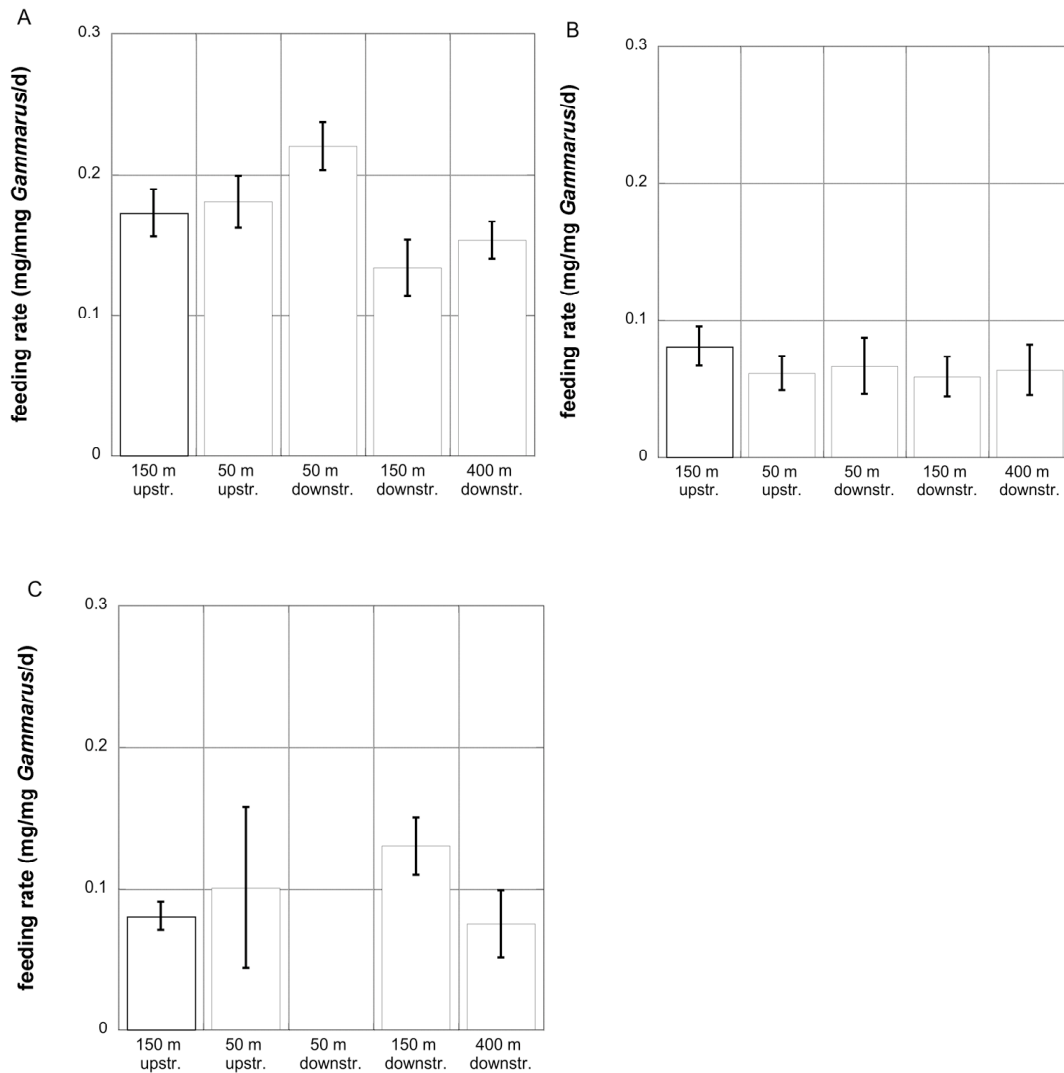 A
feeding rate (mg/mng Gammarus/d)
0.3
0.2
0.1
0
150 m
upstr.
50 m
upstr.
50 m
downstr.
150 m
downstr.
400 m
downstr.
B
feeding rate (mg/mg Gammarus/d)
0.3
0.2
0.1
0
150 m
upstr.
50 m
upstr.
50 m
downstr.
150 m
downstr.
400 m
downstr.
C
feeding rate (mg/mg Gammarus/d)
0.3
0.2
0.1
0
150 m
upstr.
50 m
upstr.
50 m
downstr.
150 m
downstr.
400 m
downstr.